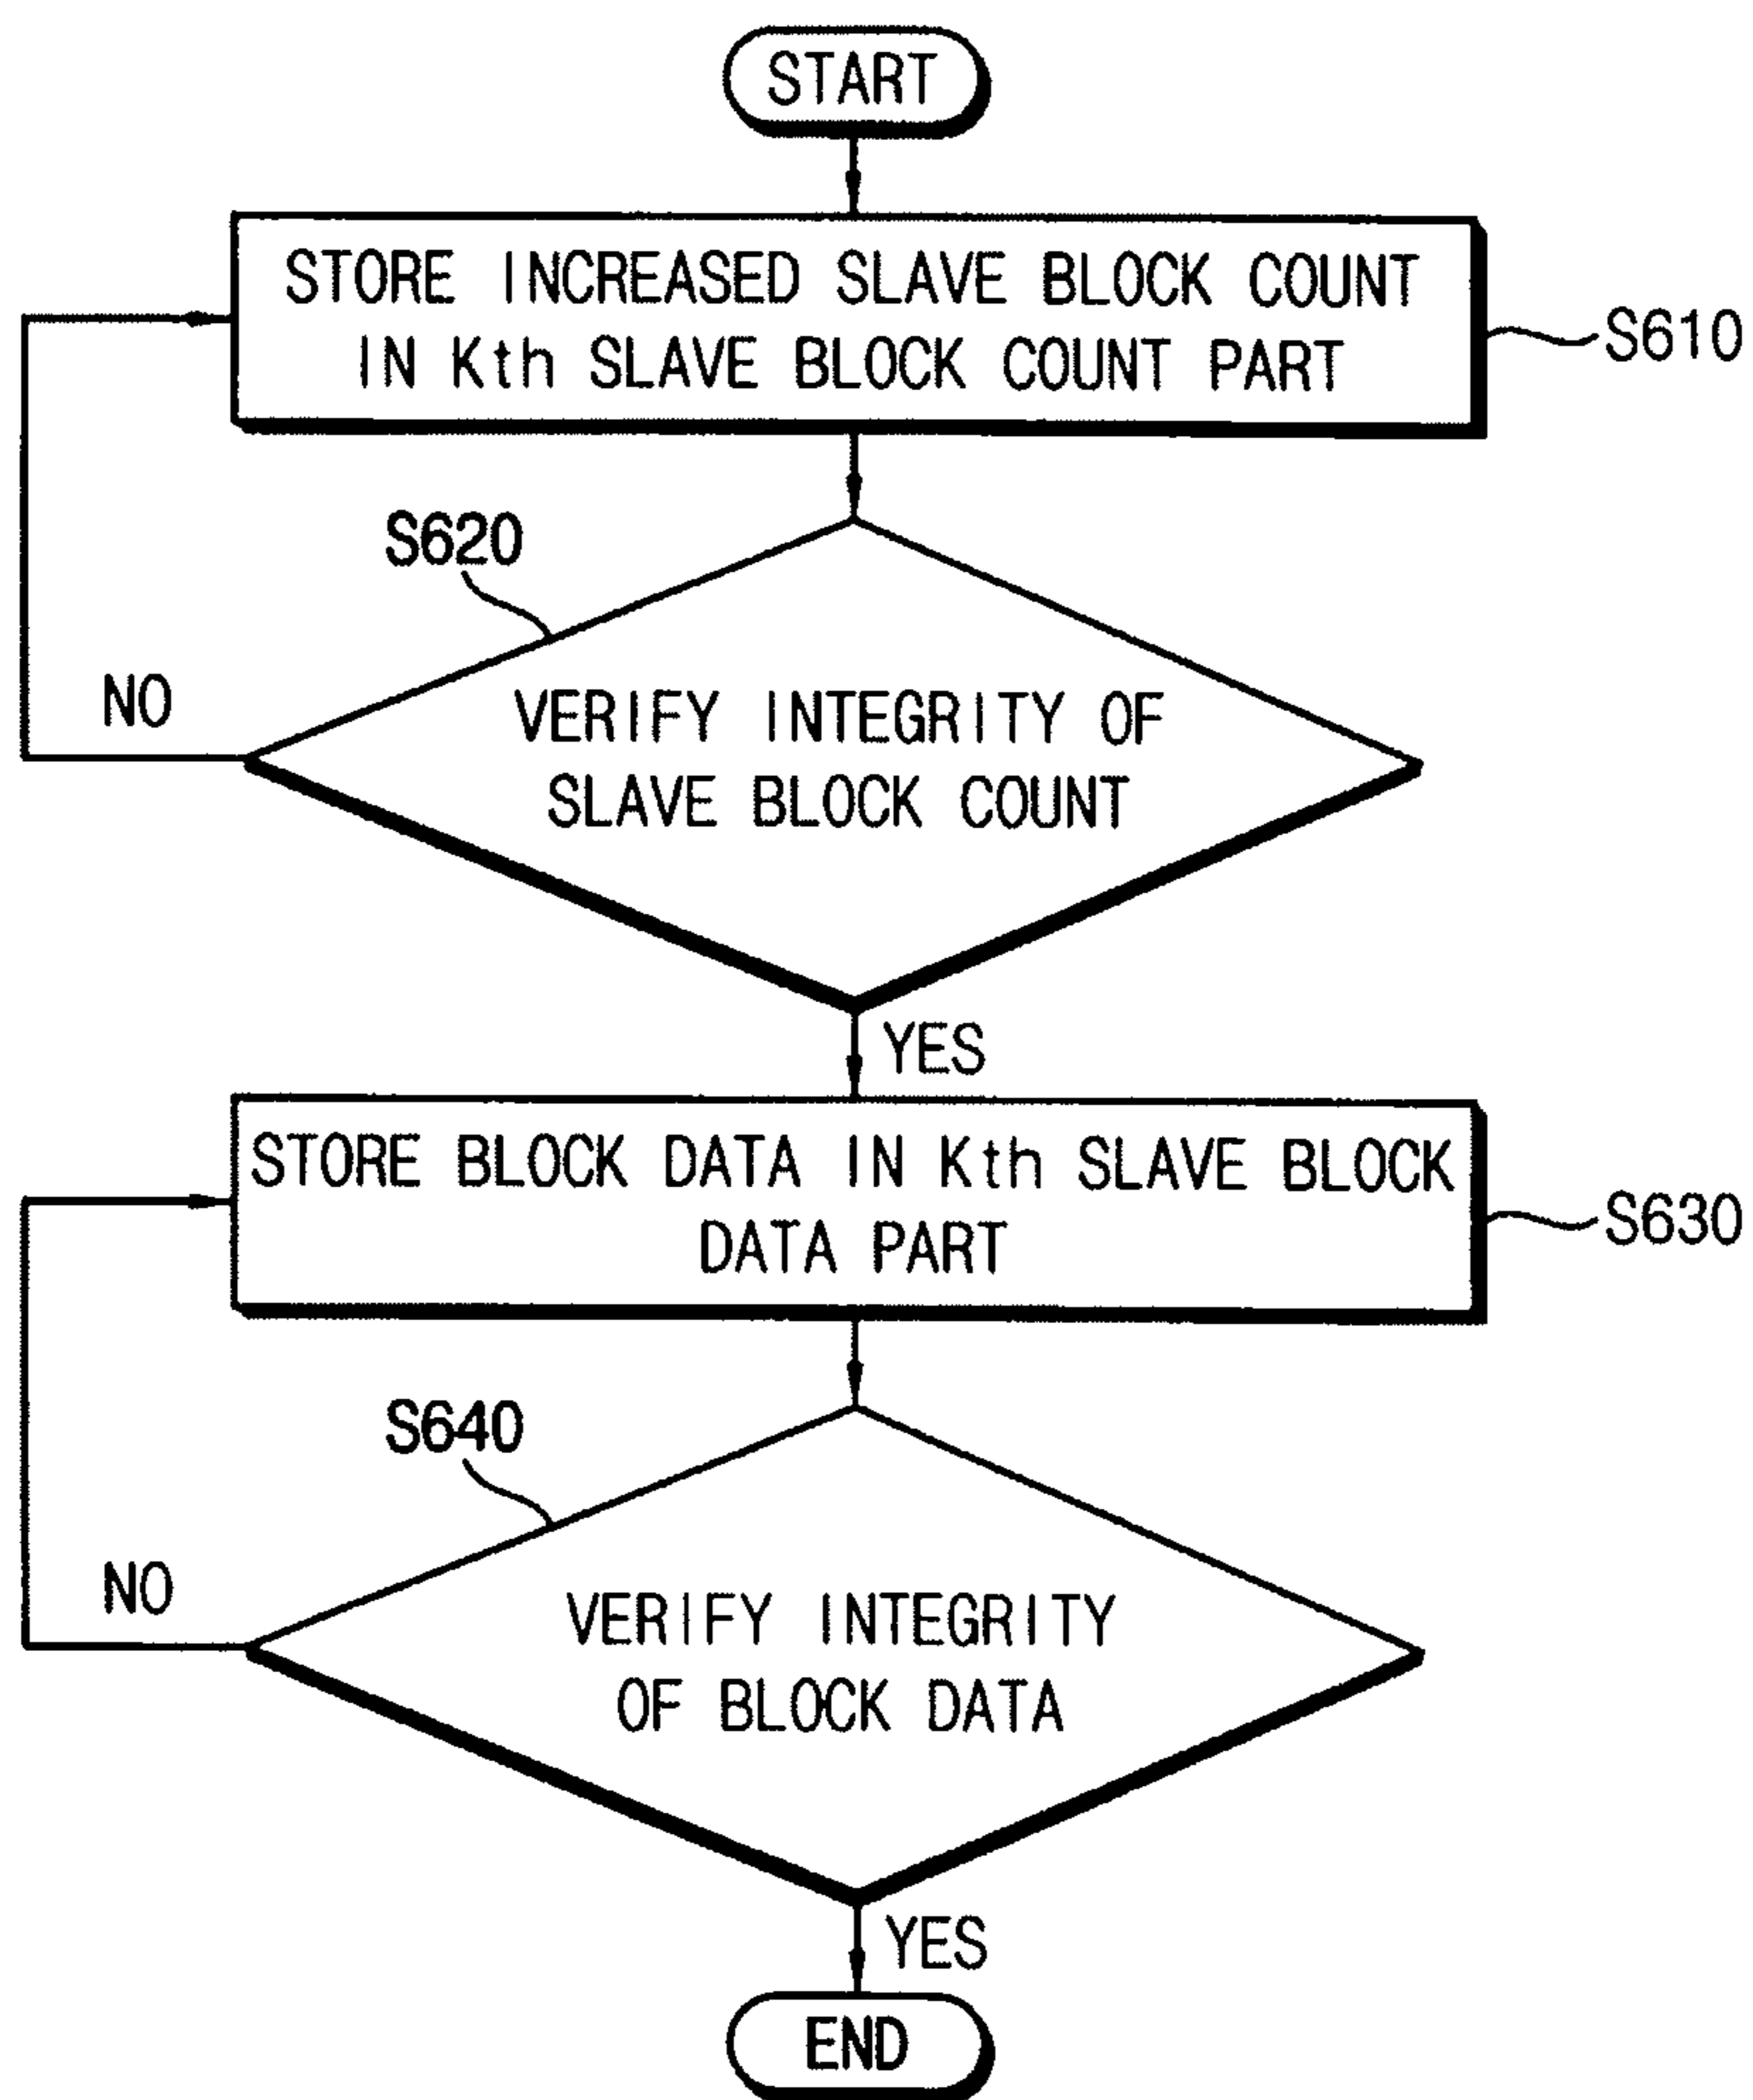 START
STORE INCREASED SLAVE BLOCK COUNT
IN Kth SLAVE BLOCK COUNT PART
S610
S620
NO
VERIFY INTEGRITY OF
SLAVE BLOCK COUNT
YES
STORE BLOCK DATA IN Kth SLAVE BLOCK
DATA PART
S630
S640
NO
VERIFY INTEGRITY
OF BLOCK DATA
YES
END